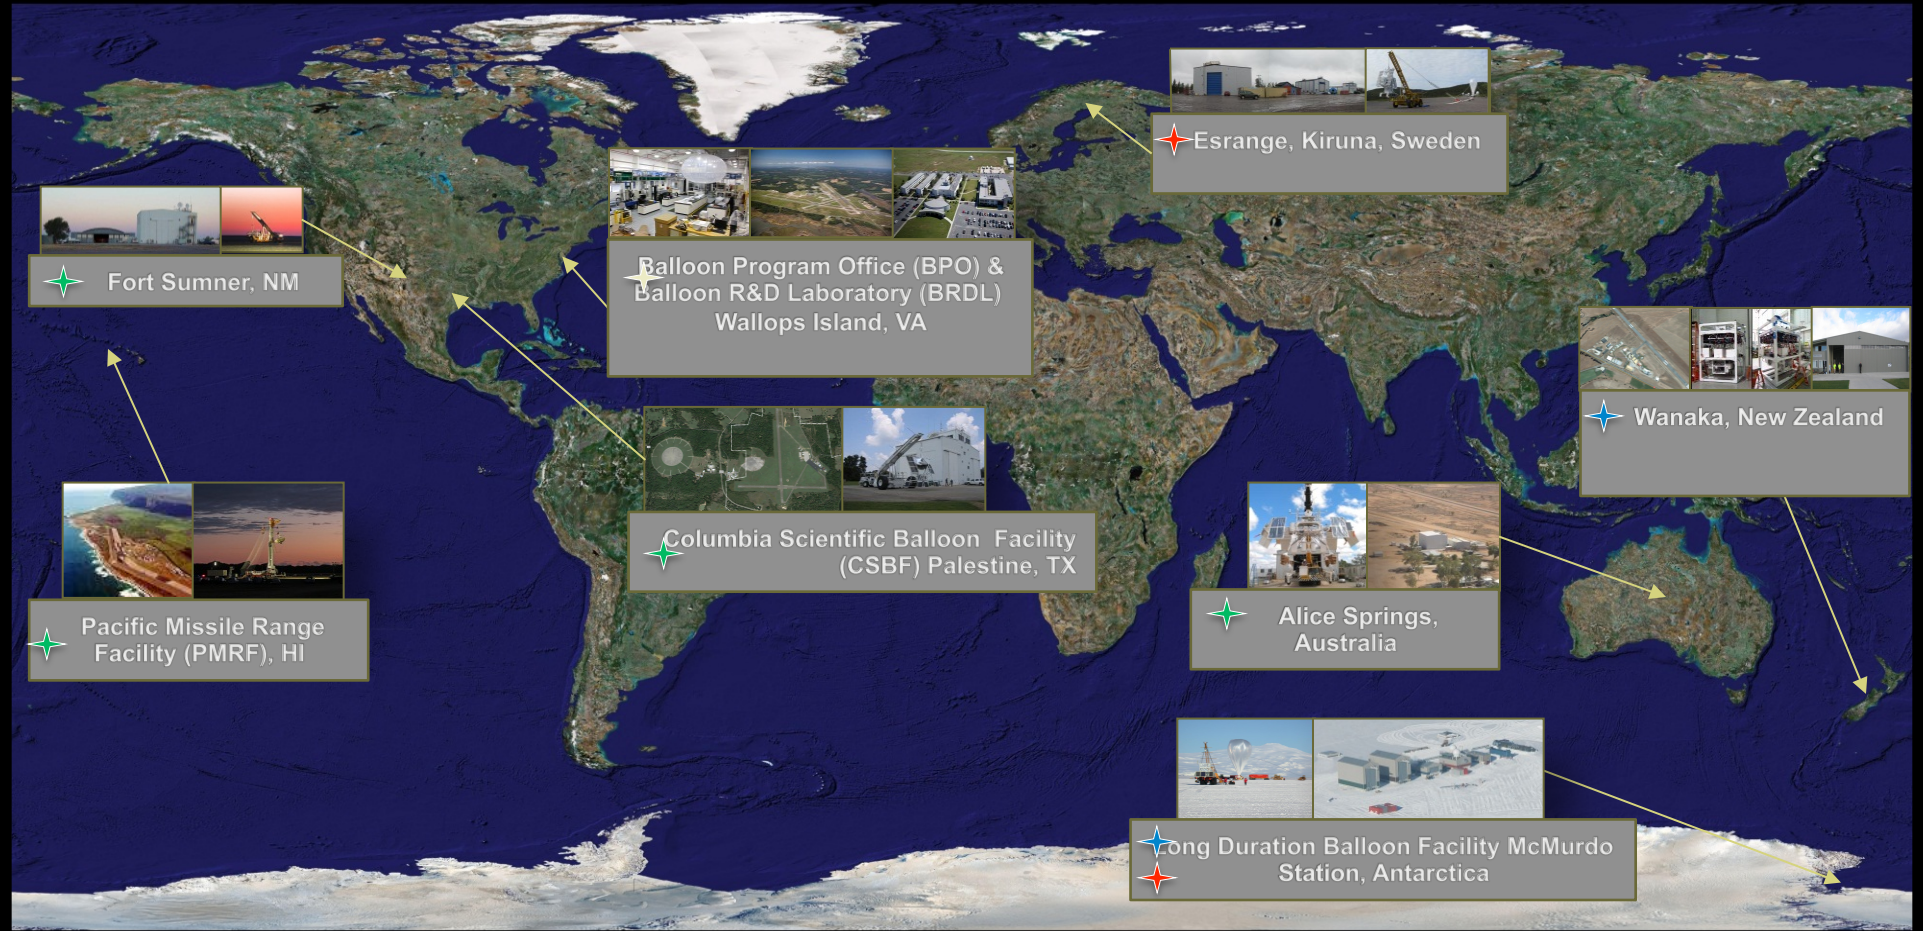 Esrange, Kiruna, Sweden
Fort Sumner, NM
Balloon Program Office (BPO) &
Balloon R&D Laboratory (BRDL)
Wallops Island, VA
Wanaka, New Zealand
Columbia Scientific Balloon Facility
(CSBF) Palestine, TX
Pacific Missile Range
Facility (PMRF), HI
Alice Springs,
Australia
Long Duration Balloon Facility McMurdo
Station, Antarctica